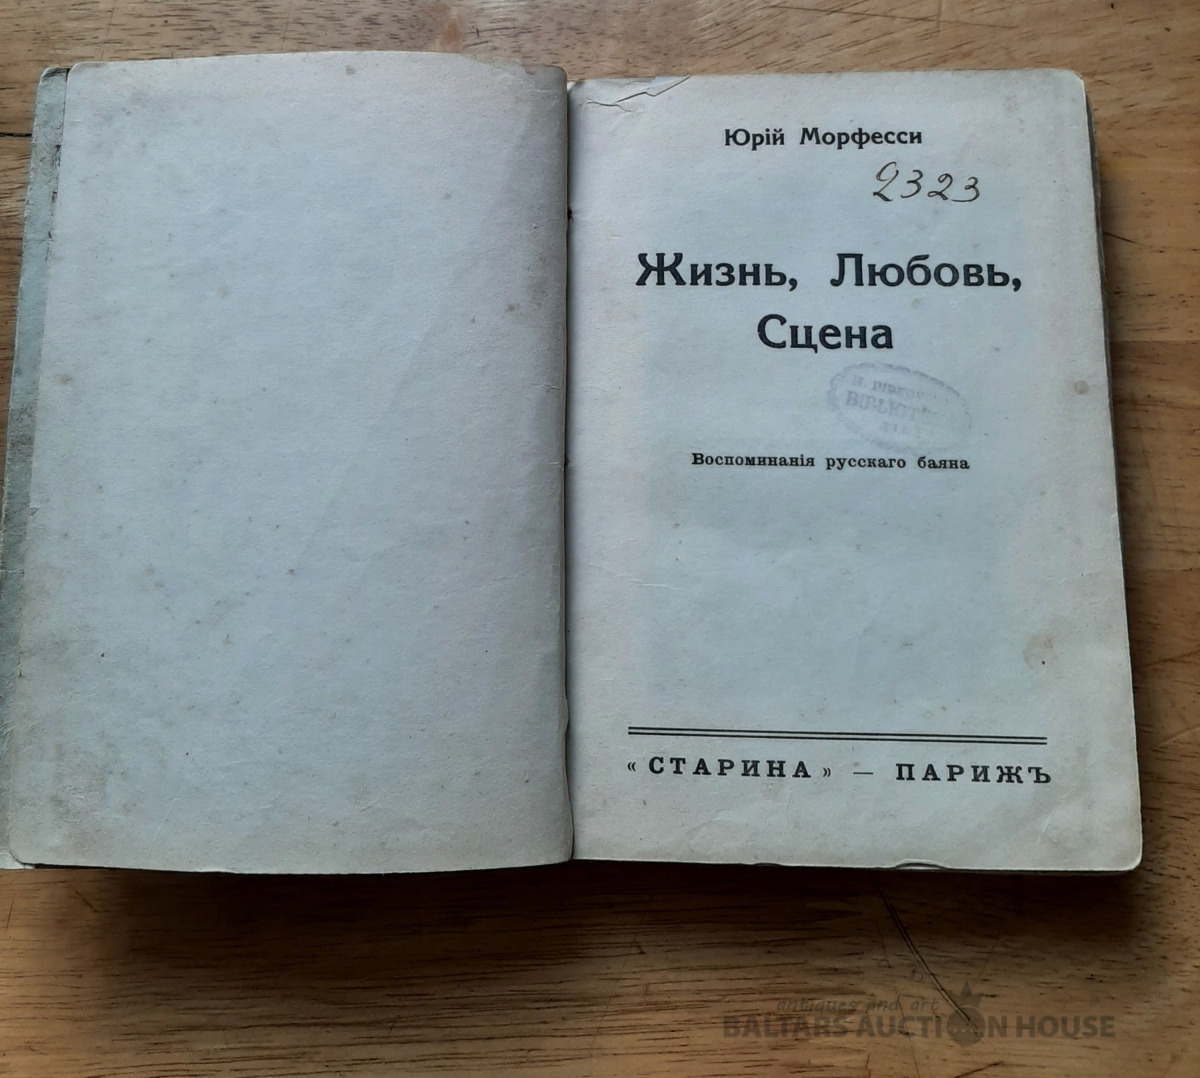 Юрій Морфесси
2323
Жизнь, Любовь,
Сцена
Воспоминанія русскаго баяна
« СТАРИНА » — ПАРИЖЪ
antiques and art
BALTARS AUCTION HOUSE